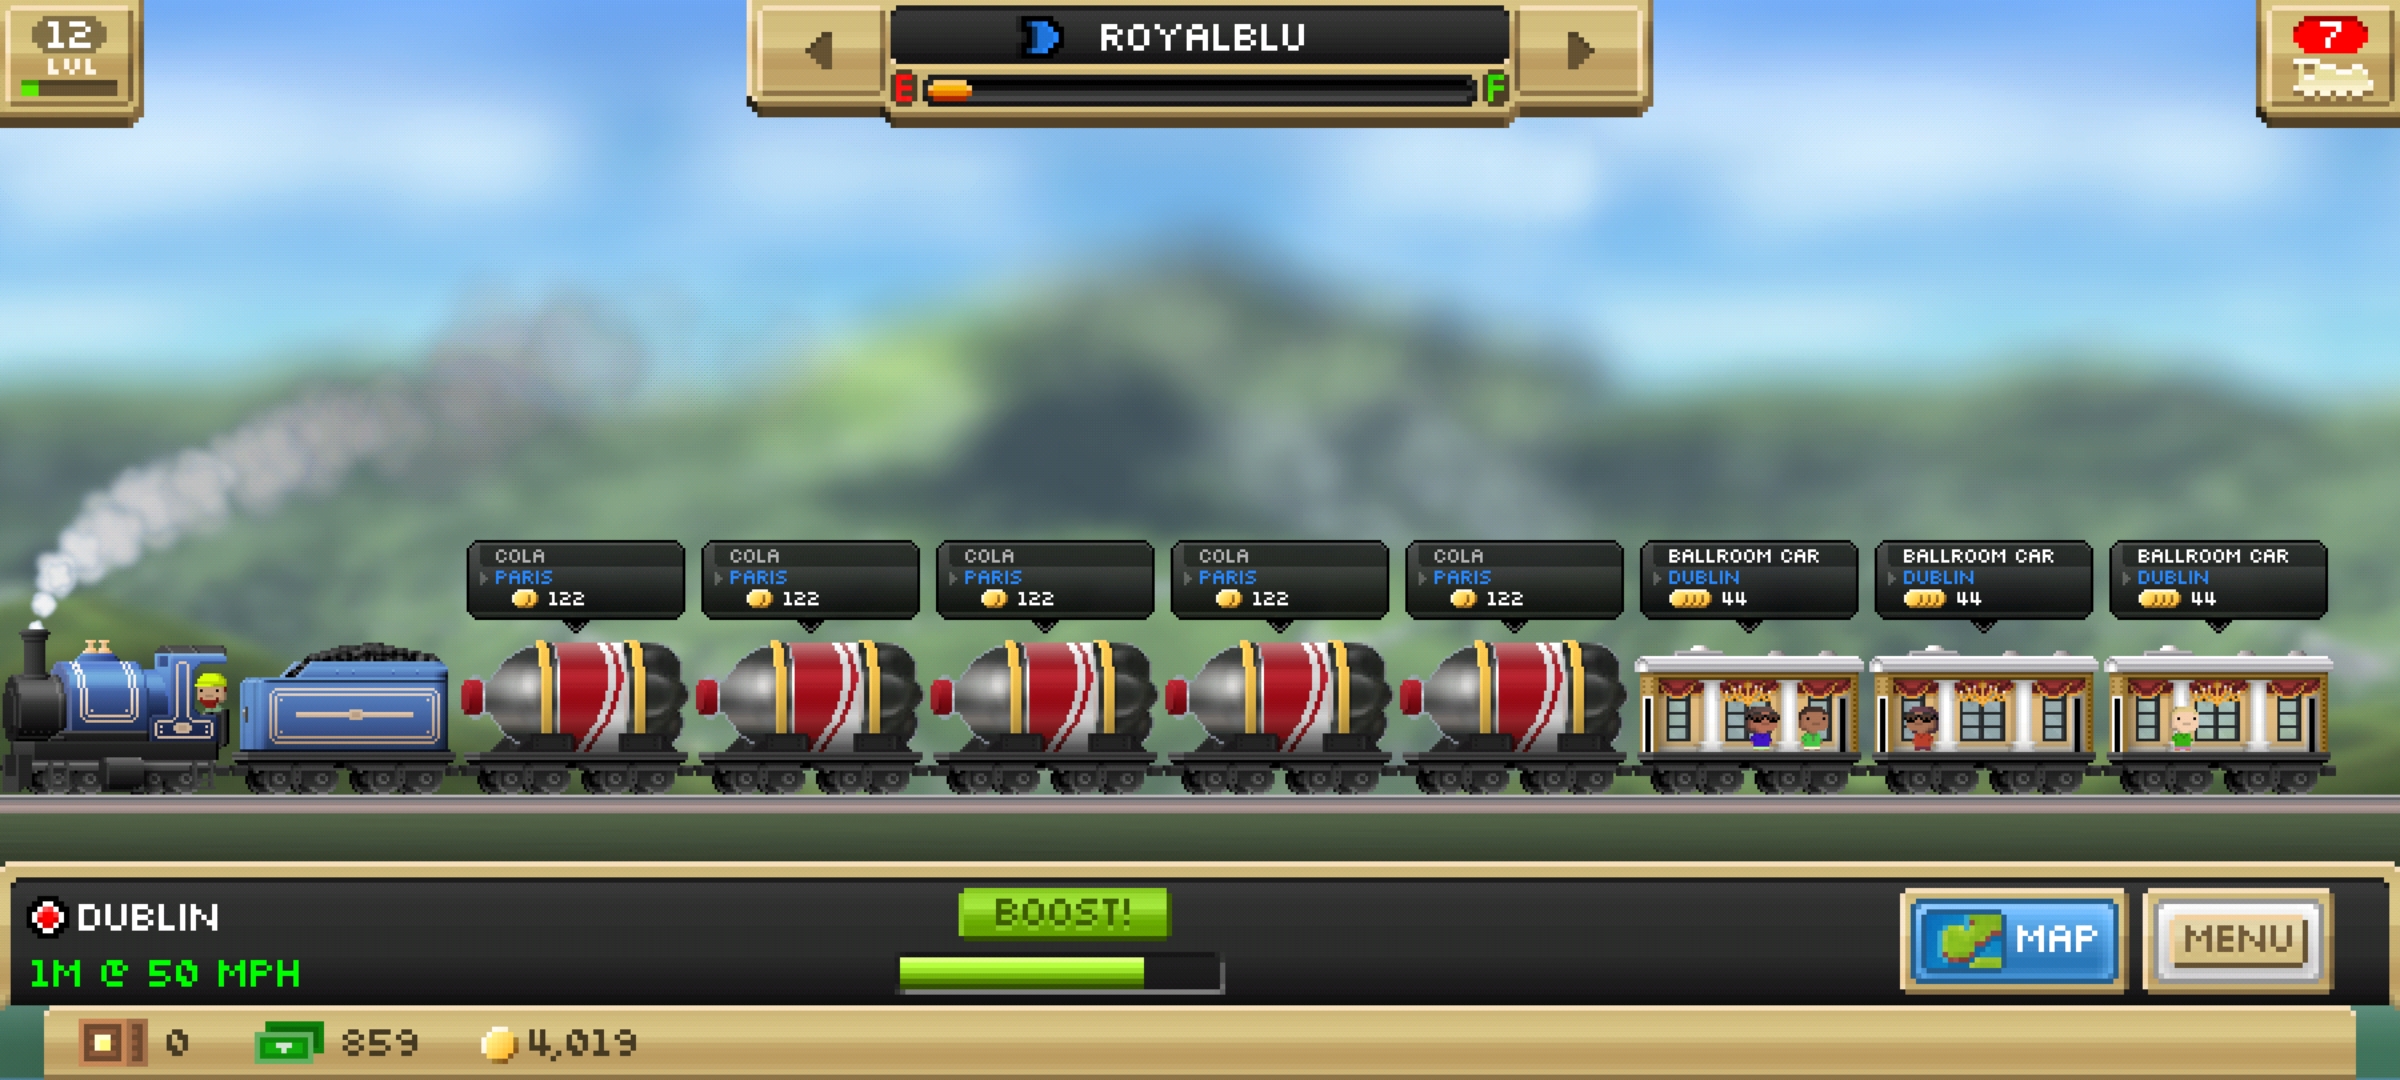 12
LVL
ROYALBLU
E F
7
COLA
PARIS
122
COLA
PARIS
122
COLA
PARIS
122
COLA
PARIS
122
COLA
PARIS
122
BALLROOM CAR
DUBLIN
44
BALLROOM CAR
DUBLIN
44
BALLROOM CAR
DUBLIN
44
DUBLIN
1M @ 50 MPH
BOOST!
MAP
MENU
0
859
4,019